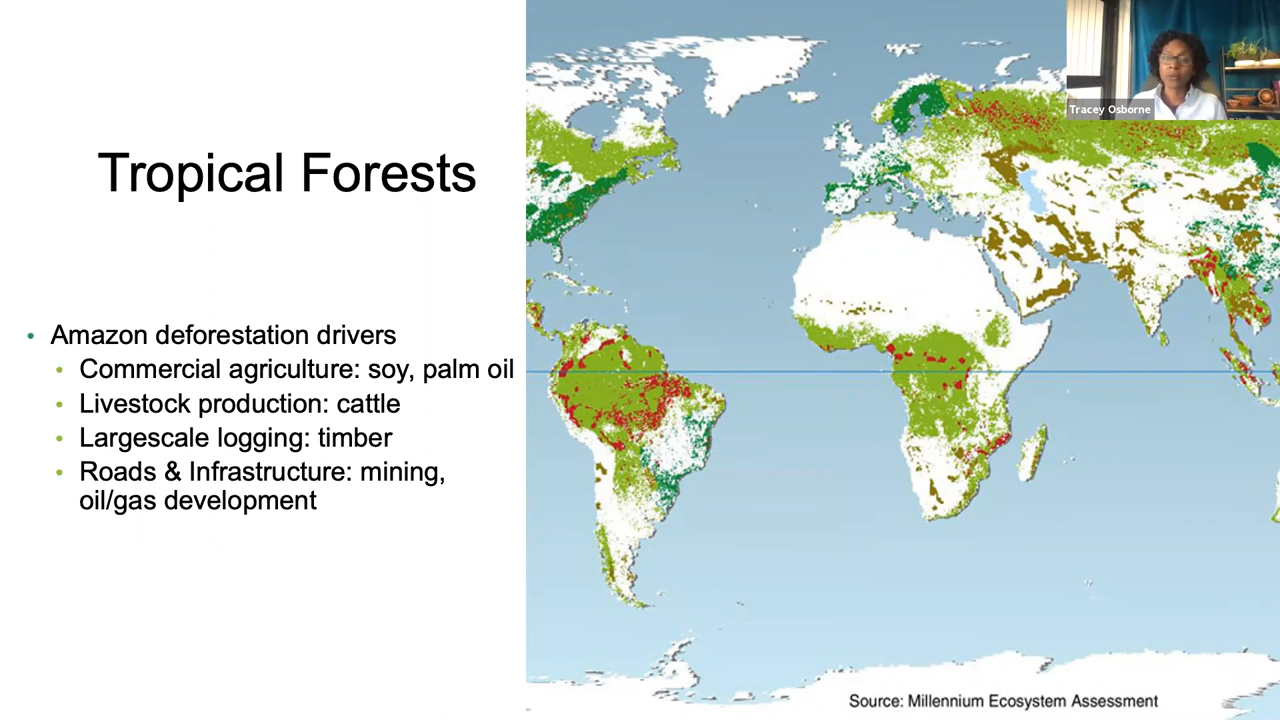 Tropical Forests
• Amazon deforestation drivers
• Commercial agriculture: soy, palm oil
• Livestock production: cattle
• Largescale logging: timber
• Roads & Infrastructure: mining,
oil/gas development
Tracey Osborne
Source: Millennium Ecosystem Assessment